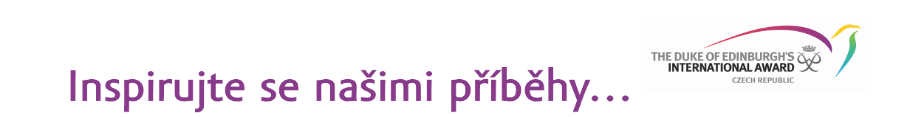 Inspirujte se našimi příběhy...
THE DUKE OF EDINBURGH'S
INTERNATIONAL AWARD
CZECH REPUBLIC